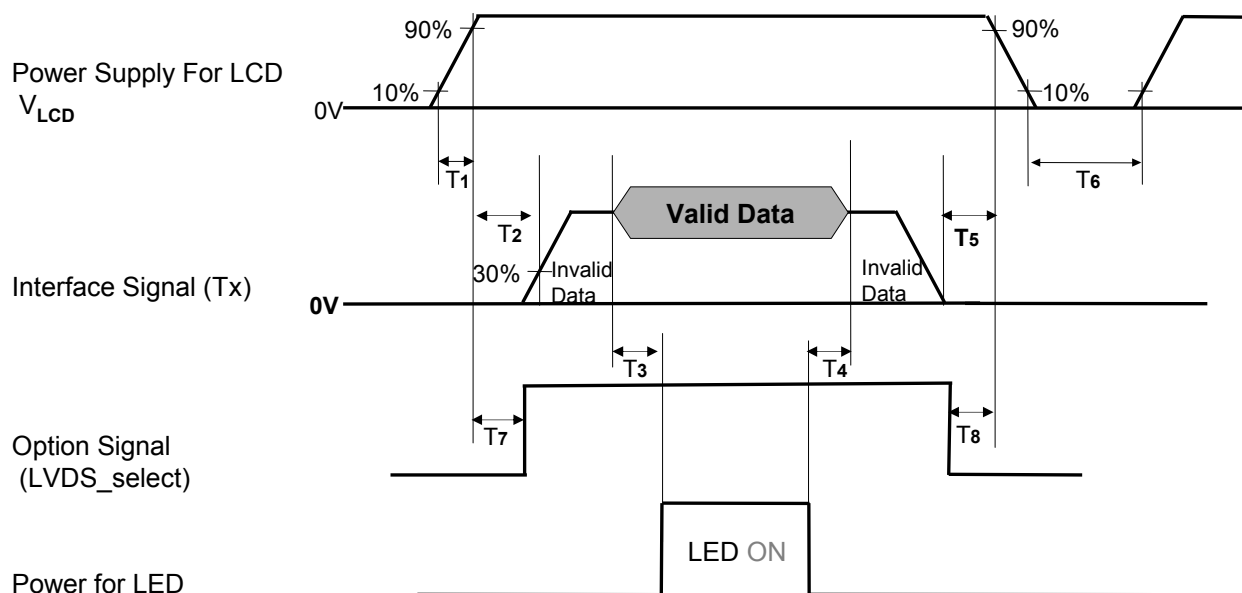 90%
90%
Power Supply For LCD
VLCD
10%
10%
0V
T1
T6
T2
Valid Data
T5
30%
Invalid
Data
Invalid
Data
Interface Signal (Tx)
0V
T3
T4
T7
T8
Option Signal
(LVDS_select)
LED ON
Power for LED